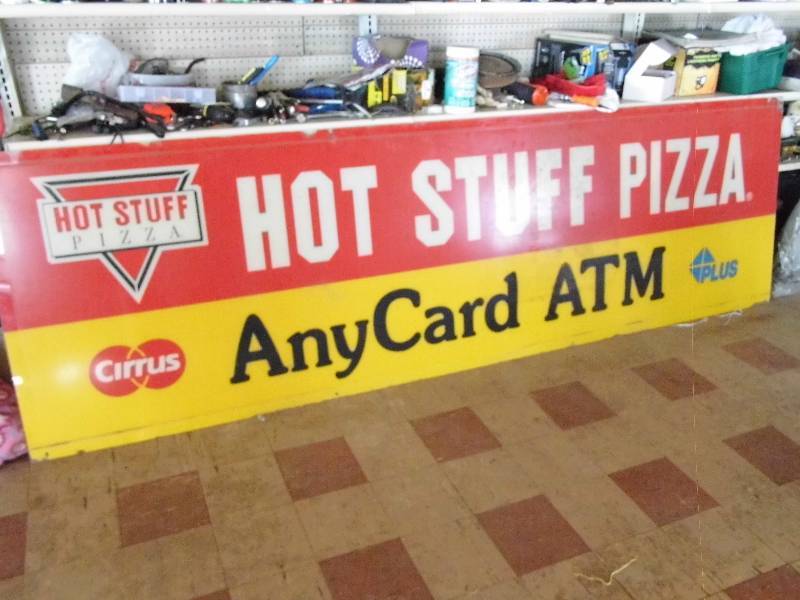 HOT STUFF
PIZZA
HOT STUFF PIZZA®
Cirrus
AnyCard ATM
PLUS